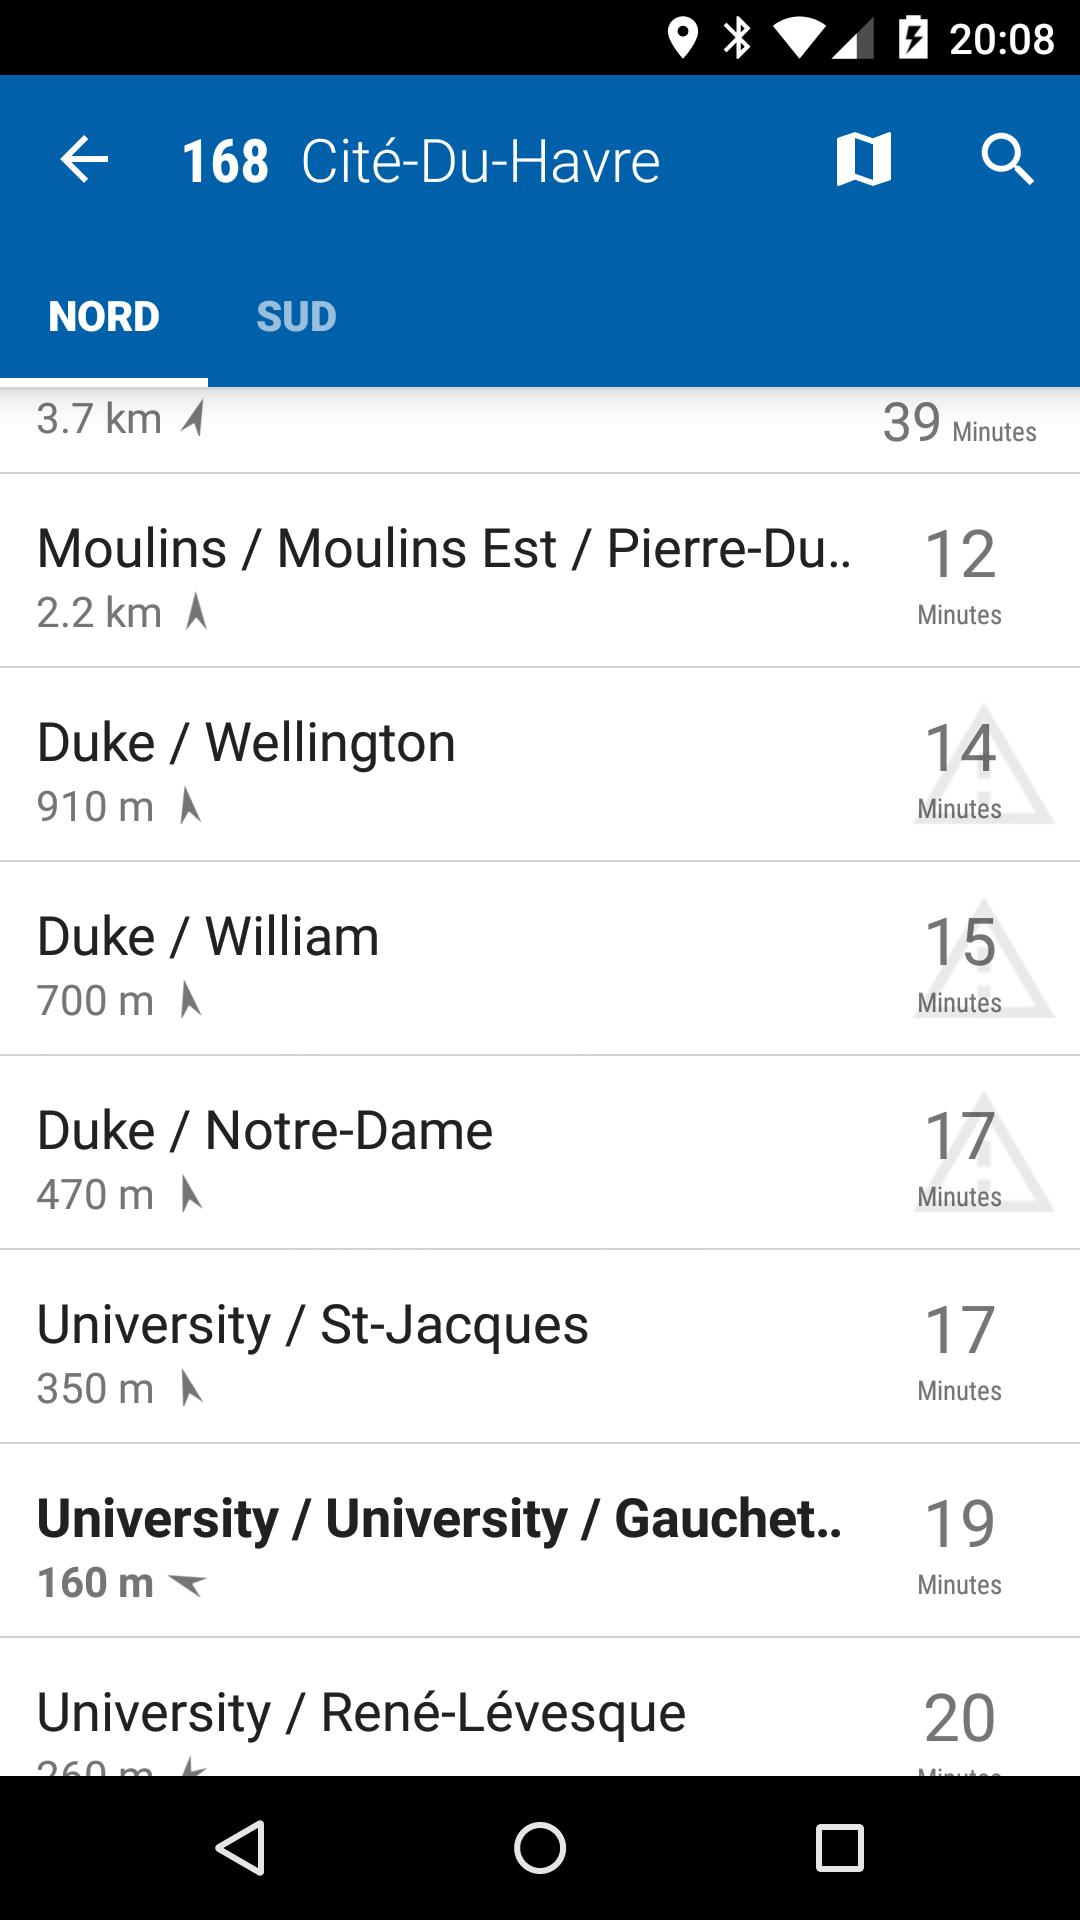 20:08
168 Cité-Du-Havre
NORD SUD
3.7 km 39 Minutes
Moulins / Moulins Est / Pierre-Du.. 12
2.2 km Minutes
Duke / Wellington 14
910 m Minutes
Duke / William 15
700 m Minutes
Duke / Notre-Dame 17
470 m Minutes
University / St-Jacques 17
350 m Minutes
University / University / Gauchet.. 19
160 m Minutes
University / René-Lévesque 20
260 m Minutes